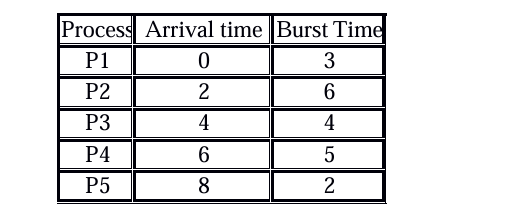 Process Arrival time Burst Time
P1 0 3
P2 2 6
P3 4 4
P4 6 5
P5 8 2